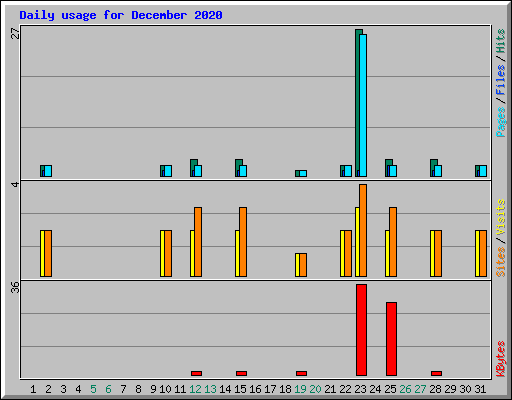 Daily usage for December 2020
27
Pages/Files/Hits
4
Sites/Visits
36
KBytes
1 2 3 4 5 6 7 8 9 10 11 12 13 14 15 16 17 18 19 20 21 22 23 24 25 26 27 28 29 30 31